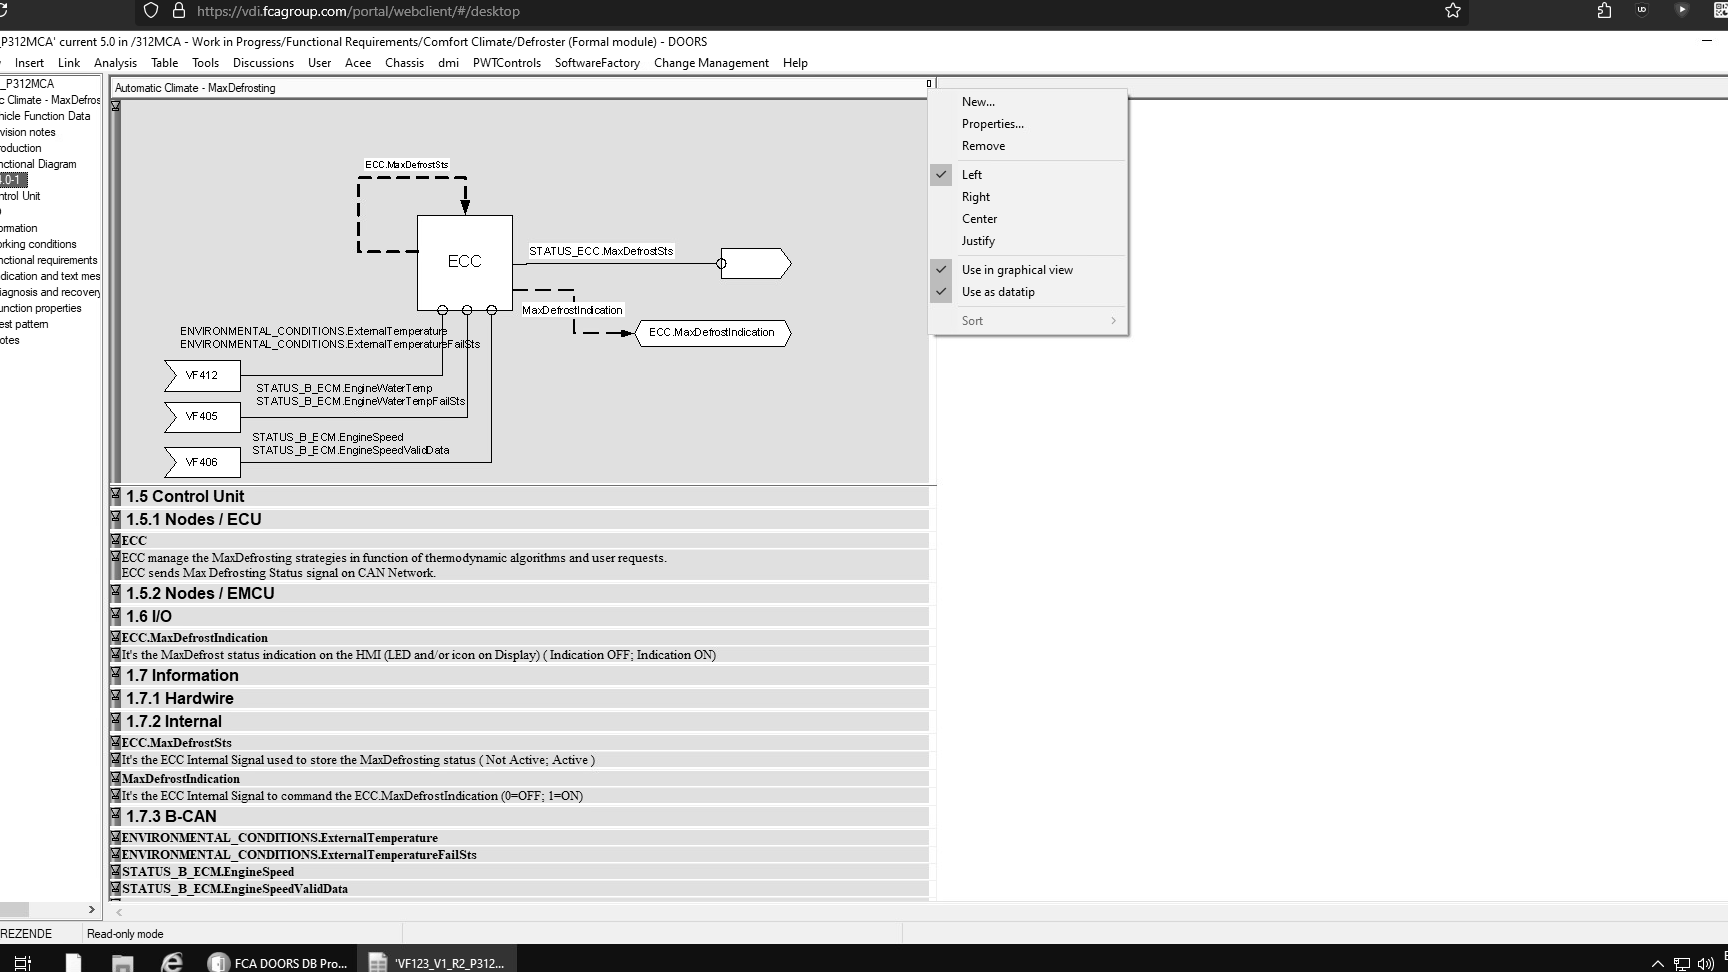 https://vdi.fcagroup.com/portal/webclient/#/desktop
_P312MCA' current 5.0 in /312MCA - Work in Progress/Functional Requirements/Comfort Climate/Defroster (Formal module) - DOORS
Insert Link Analysis Table Tools Discussions User Acee Chassis dmi PWTControls SoftwareFactory Change Management Help
_P312MCA
c Climate - MaxDefros
hicle Function Data
vision notes
roduction
nctional Diagram
4.0-1
ntrol Unit
O
ormation
orking conditions
nctional requirements
dication and text mes
iagnosis and recovery
unction properties
est pattern
otes
Automatic Climate - MaxDefrosting
ECC.MaxDefrostSts
ECC
STATUS_ECC.MaxDefrostSts
MaxDefrostIndication
ECC.MaxDefrostIndication
ENVIRONMENTAL_CONDITIONS.ExternalTemperature
ENVIRONMENTAL_CONDITIONS.ExternalTemperatureFailSts
VF412
STATUS_B_ECM.EngineWaterTemp
STATUS_B_ECM.EngineWaterTempFailSts
VF405
STATUS_B_ECM.EngineSpeed
STATUS_B_ECM.EngineSpeedValidData
VF406
New...
Properties...
Remove
Left
Right
Center
Justify
Use in graphical view
Use as datatip
Sort
1.5 Control Unit
1.5.1 Nodes / ECU
ECC
ECC manage the MaxDefrosting strategies in function of thermodynamic algorithms and user requests.
ECC sends Max Defrosting Status signal on CAN Network.
1.5.2 Nodes / EMCU
1.6 I/O
ECC.MaxDefrostIndication
It's the MaxDefrost status indication on the HMI (LED and/or icon on Display) ( Indication OFF; Indication ON)
1.7 Information
1.7.1 Hardwire
1.7.2 Internal
ECC.MaxDefrostSts
It's the ECC Internal Signal used to store the MaxDefrosting status ( Not Active; Active )
MaxDefrostIndication
It's the ECC Internal Signal to command the ECC.MaxDefrostIndication (0=OFF; 1=ON)
1.7.3 B-CAN
ENVIRONMENTAL_CONDITIONS.ExternalTemperature
ENVIRONMENTAL_CONDITIONS.ExternalTemperatureFailSts
STATUS_B_ECM.EngineSpeed
STATUS_B_ECM.EngineSpeedValidData
REZENDE
Read-only mode
FCA DOORS DB Pro...
'VF123_V1_R2_P312...